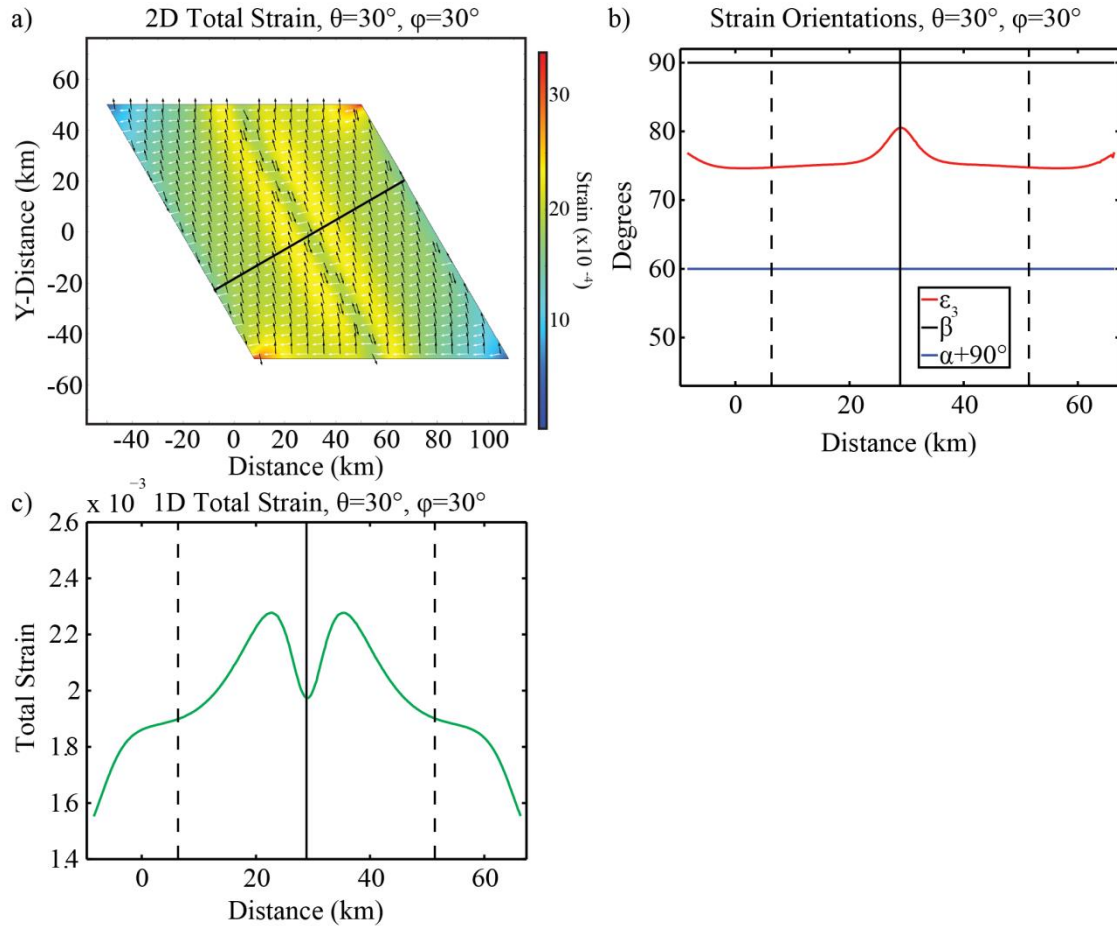 a) 2D Total Strain, θ=30°, φ=30°
60
40
20
0
-20
-40
-60
Y-Distance (km)
-40 -20 0 20 40 60 80 100
Distance (km)
30
20
10
Strain (x10⁻⁴)
b) Strain Orientations, θ=30°, φ=30°
90
80
70
60
50
Degrees
ε₃
β
α+90°
0 20 40 60
Distance (km)
c) x 10⁻³ 1D Total Strain, θ=30°, φ=30°
2.6
2.4
2.2
2
1.8
1.6
1.4
Total Strain
0 20 40 60
Distance (km)